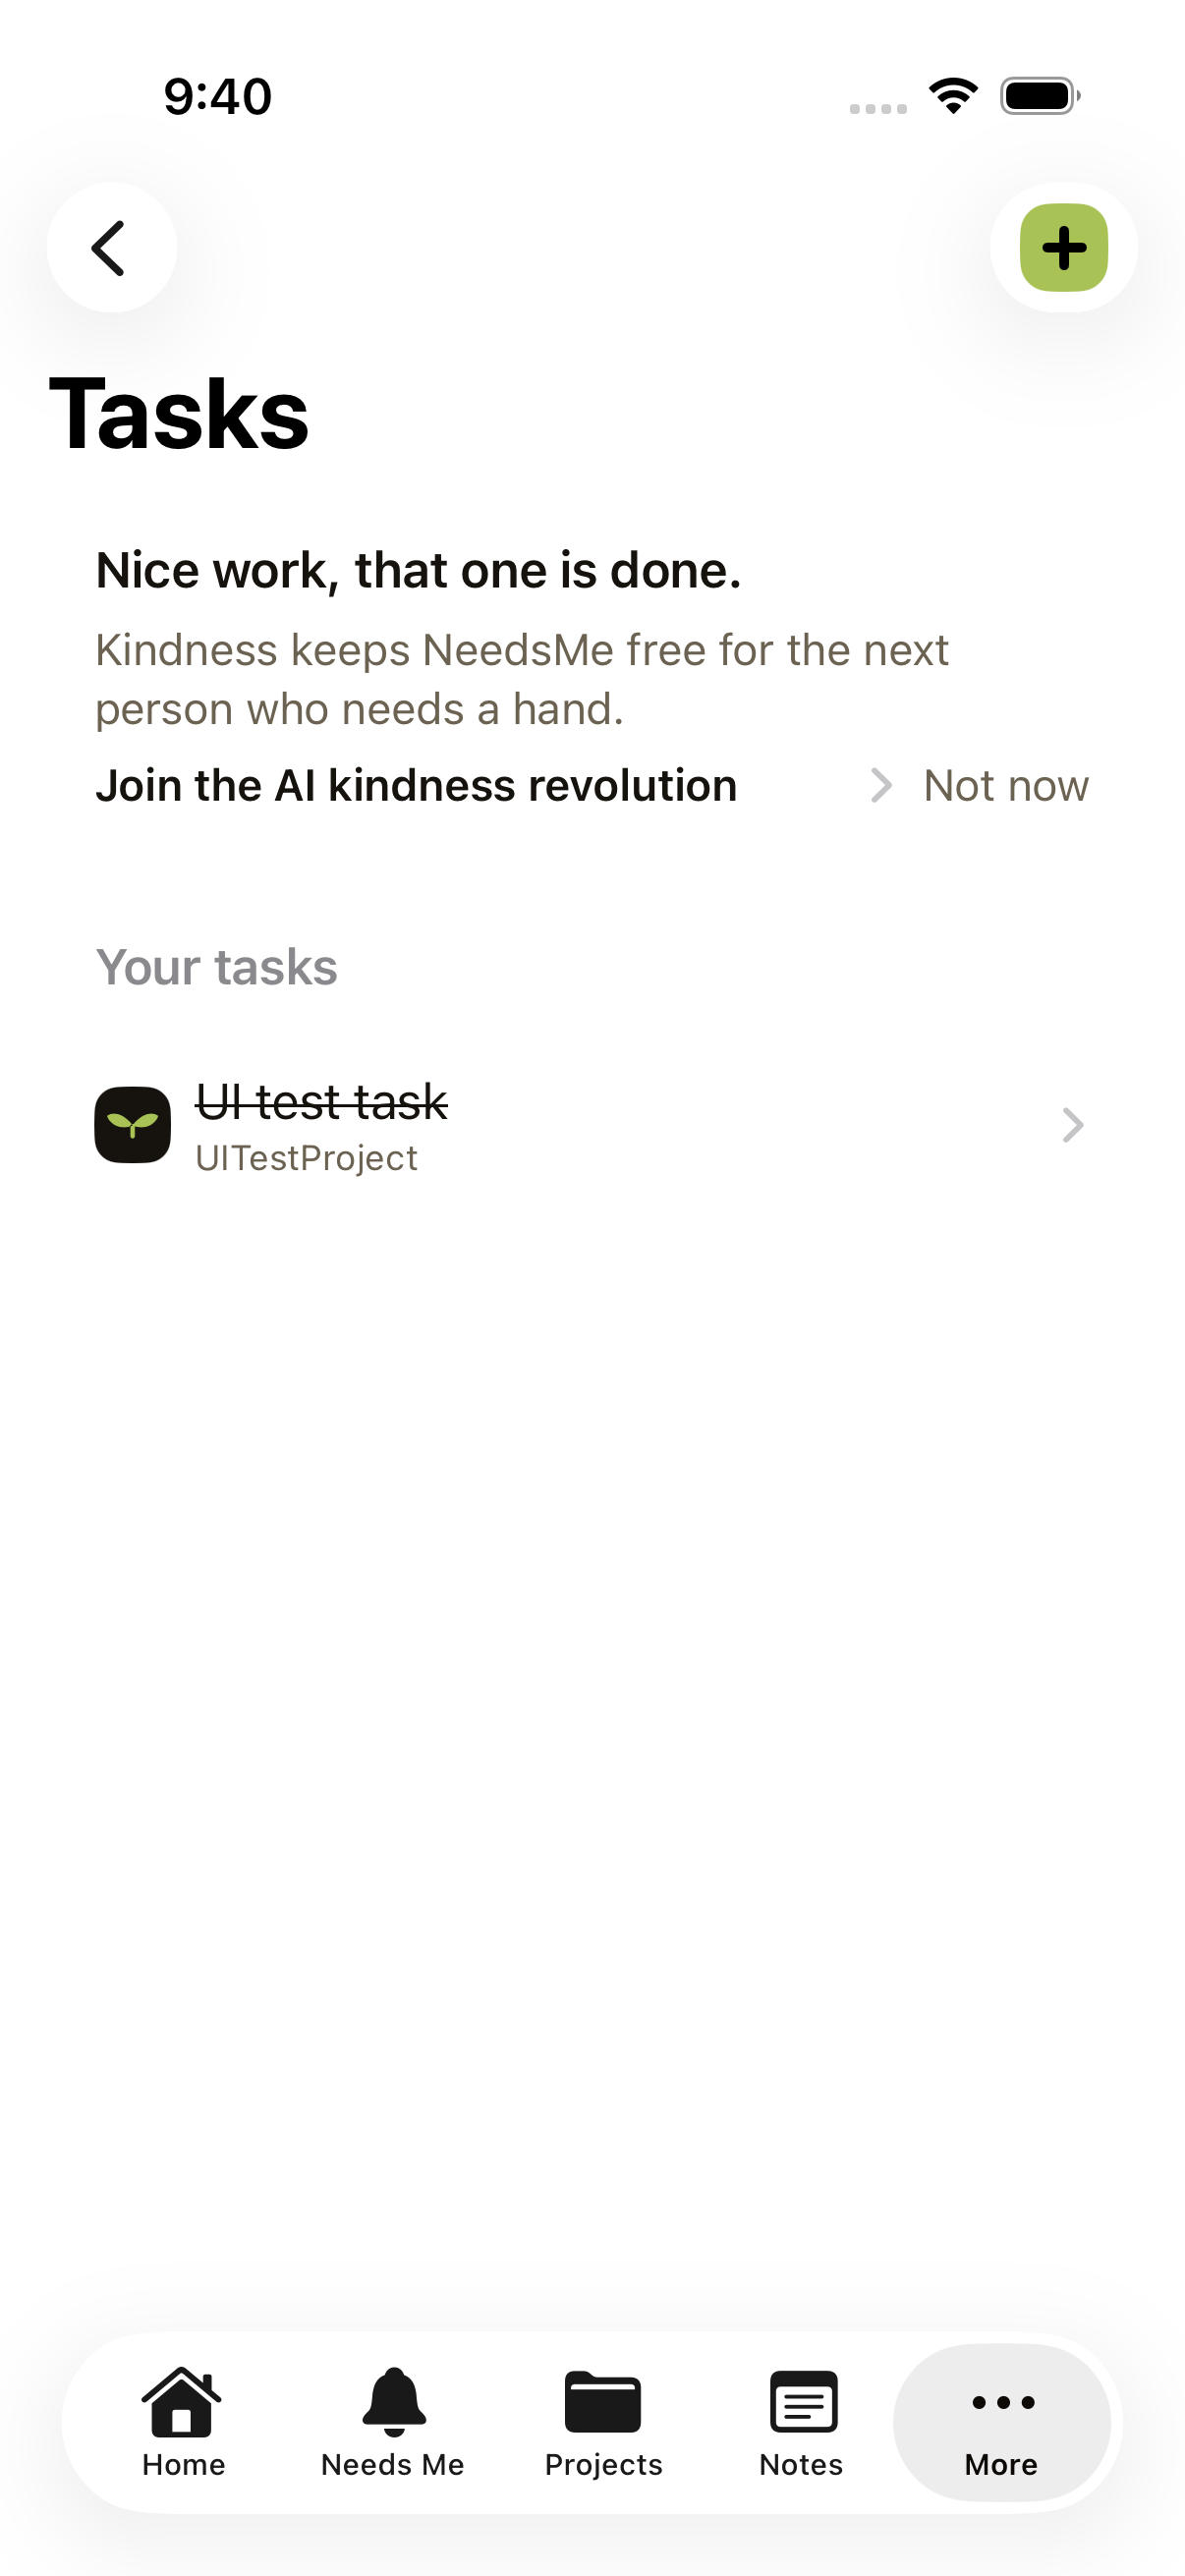 9:40
Tasks
Nice work, that one is done.
Kindness keeps NeedsMe free for the next
person who needs a hand.
Join the AI kindness revolution
Not now
Your tasks
UI test task
UITestProject
Home
Needs Me
Projects
Notes
More